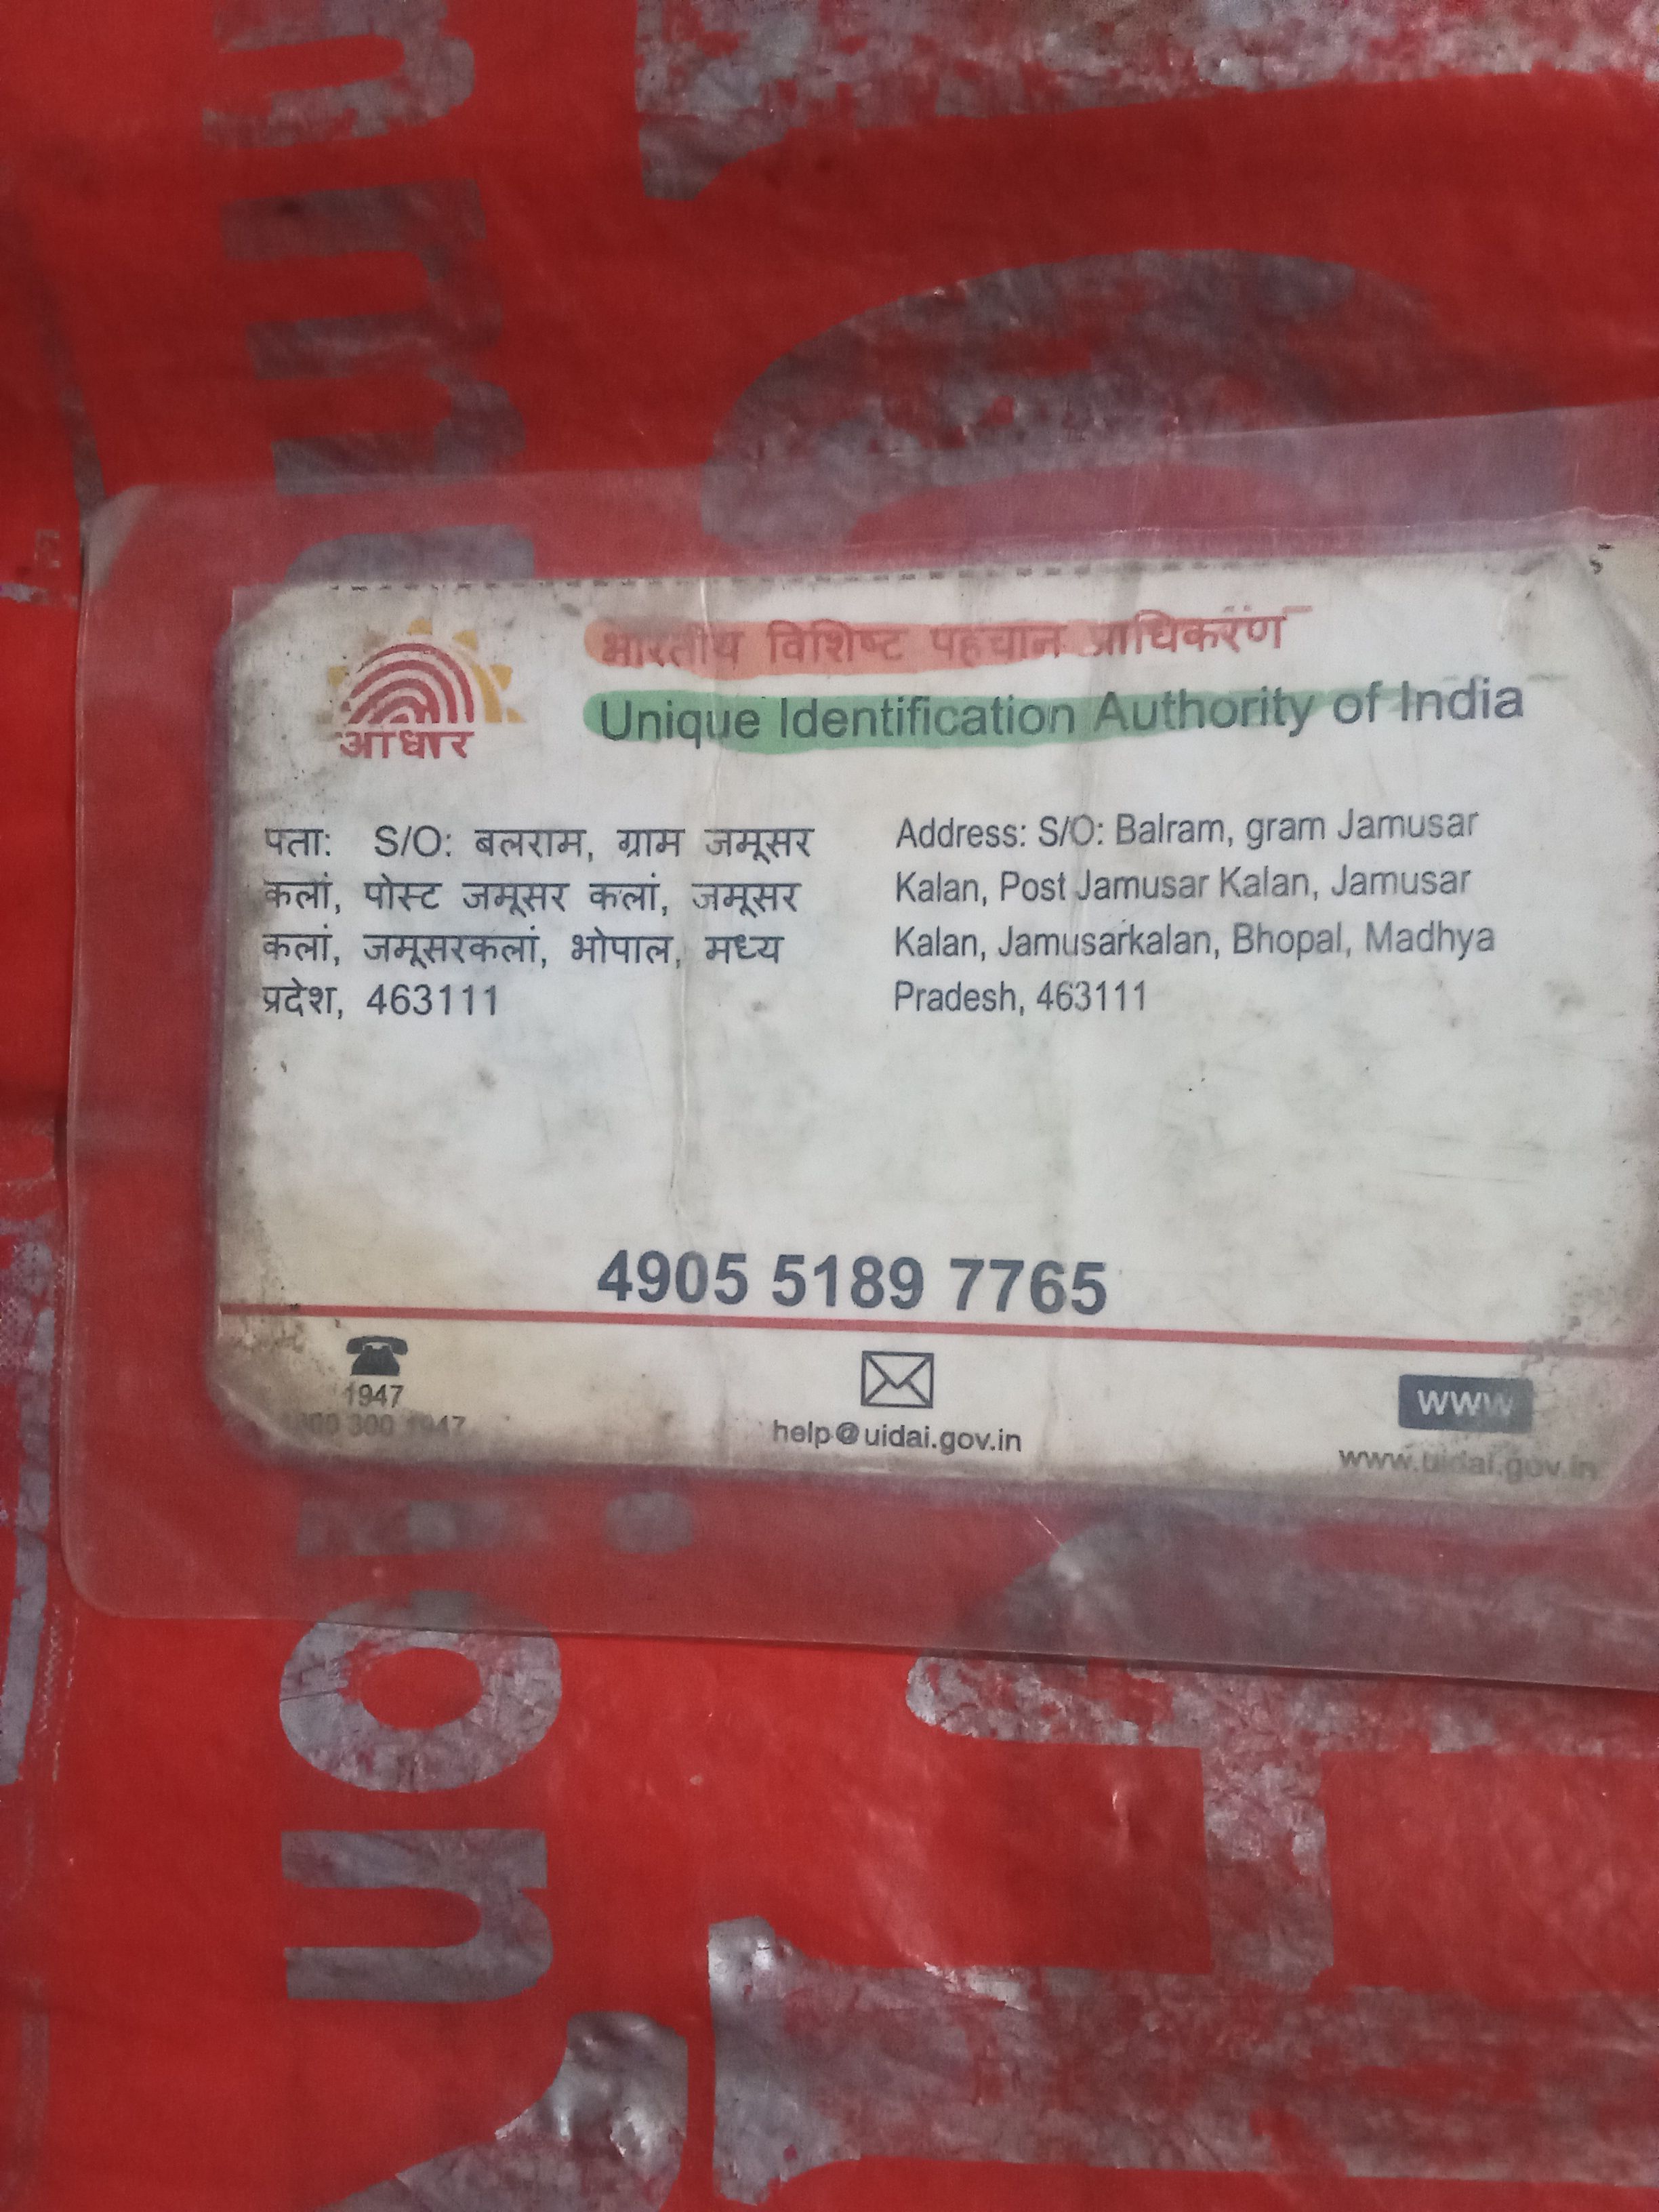 भारतीय विशिष्ट पहचान प्राधिकरण
Unique Identification Authority of India
आधार
पता: S/O: बलराम, ग्राम जमूसर
कलां, पोस्ट जमूसर कलां, जमूसर
कलां, जमूसरकलां, भोपाल, मध्य
प्रदेश, 463111
Address: S/O: Balram, gram Jamusar
Kalan, Post Jamusar Kalan, Jamusar
Kalan, Jamusarkalan, Bhopal, Madhya
Pradesh, 463111
4905 5189 7765
1947
300 1947
help@uidai.gov.in
www
www.uidai.gov.in